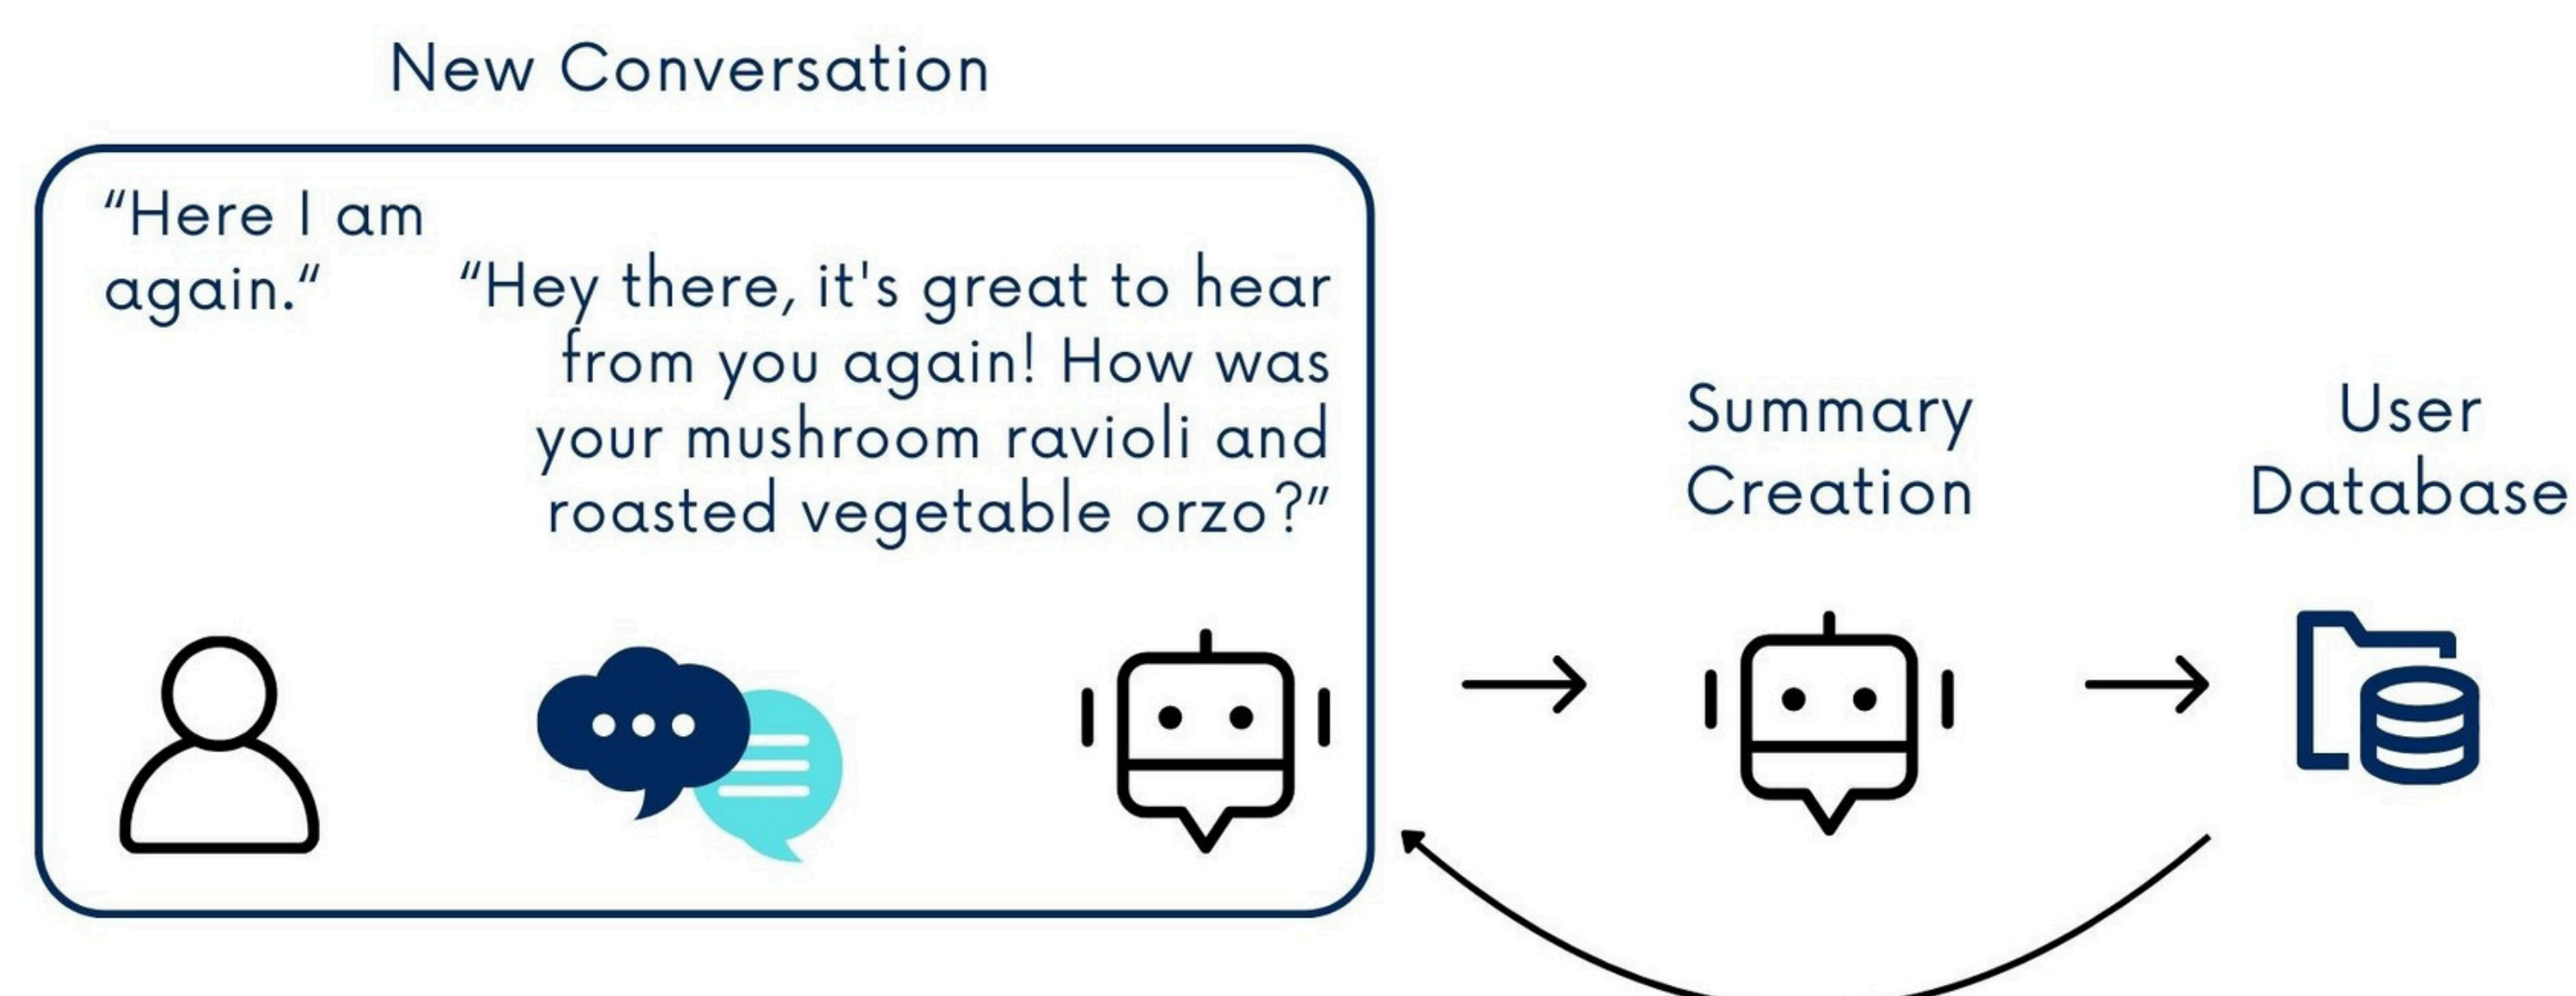 New Conversation
“Here I am
again.“
“Hey there, it's great to hear
from you again! How was
your mushroom ravioli and
roasted vegetable orzo?”
Summary
Creation
User
Database